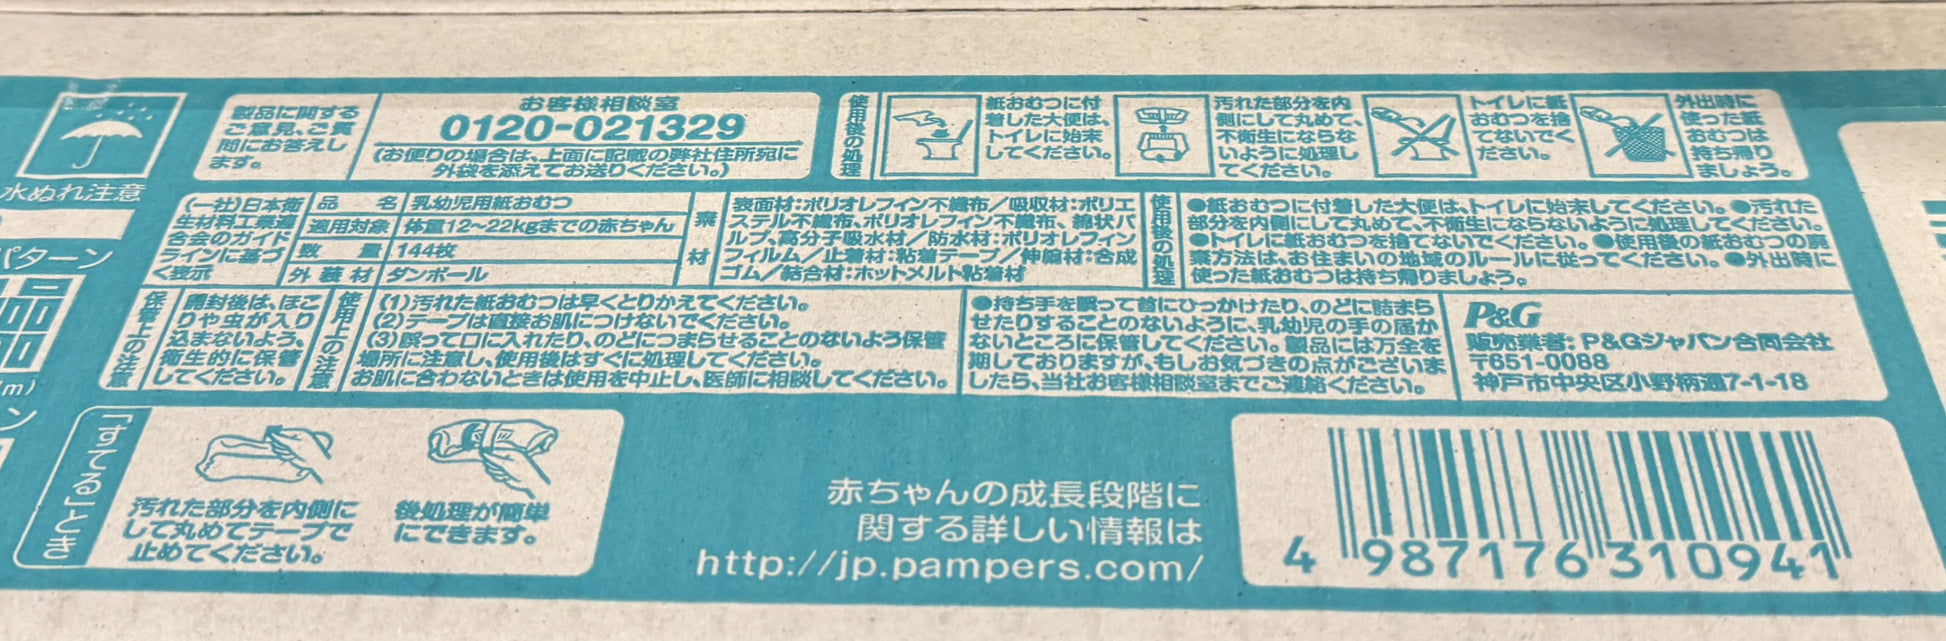 水ぬれ注意
パターン
m)
ン
製品に関する
ご意見、ご質
問にお答えし
ます。
お客様相談室
0120-021329
(お便りの場合は、上面に記載の弊社住所宛に
外袋を添えてお送りください。)
使用後の処理
紙おむつに付
着した大便は、
トイレに始末
してください。
汚れた部分を内
側にして丸めて、
不衛生にならな
いように処理し
てください。
トイレに紙
おむつを捨
てないでく
ださい。
外出時に
使った紙
おむつは
持ち帰り
ましょう。
(一社)日本衛
生材料工業連
合会のガイド
ラインに基づ
く表示
品 名 乳幼児用紙おむつ
適用対象 体重12~22kgまでの赤ちゃん
数 量 144枚
外装材 ダンボール
素材
表面材:ポリオレフィン不織布/吸収材:ポリエ
ステル不織布、ポリオレフィン不織布、綿状パ
ルプ、高分子吸水材/防水材:ポリオレフィン
フィルム/止着材:粘着テープ/伸縮材:合成
ゴム/結合材:ホットメルト粘着材
使用後の処理
●紙おむつに付着した大便は、トイレに始末してください。●汚れた
部分を内側にして丸めて、不衛生にならないように処理してください。
●トイレに紙おむつを捨てないでください。●使用後の紙おむつの廃
棄方法は、お住まいの地域のルールに従ってください。●外出時に
使った紙おむつは持ち帰りましょう。
保管上の注意
開封後は、ほこ
りや虫が入り
込まないよう、
衛生的に保管
してください。
使用上の注意
(1)汚れた紙おむつは早くとりかえてください。
(2)テープは直接お肌につけないでください。
(3)誤って口に入れたり、のどにつまらせることのないよう保管
場所に注意し、使用後はすぐに処理してください。
お肌に合わないときは使用を中止し、医師に相談してください。
●持ち手を誤って首にひっかけたり、のどに詰まら
せたりすることのないように、乳幼児の手の届か
ないところに保管してください。製品には万全を
期しておりますが、もしお気づきの点がございま
したら、当社お客様相談室までご連絡ください。
P&G
販売業者:P&Gジャパン合同会社
〒651-0088
神戸市中央区小野柄通7-1-18
「すてる」とき
汚れた部分を内側に
して丸めてテープで
止めてください。
後処理が簡単
にできます。
赤ちゃんの成長段階に
関する詳しい情報は
http://jp.pampers.com/
4 987176 310941